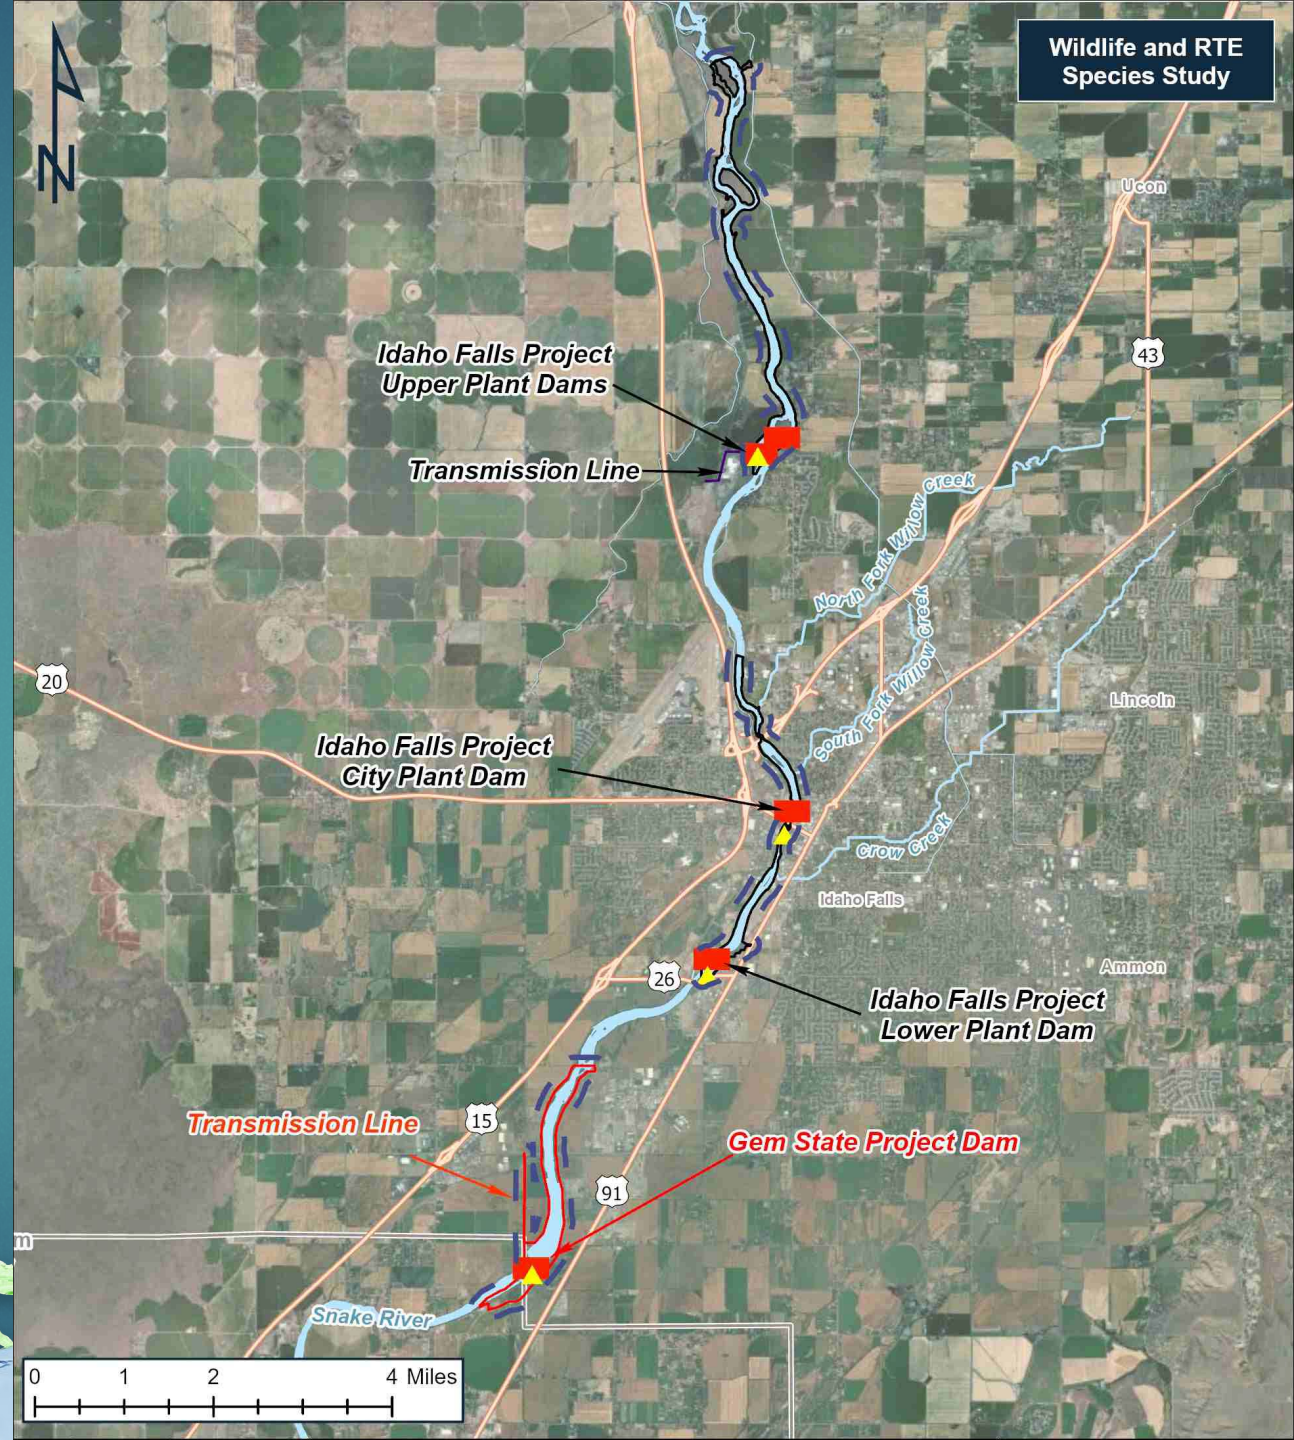 Wildlife and RTE
Species Study
N
Ucon
43
Idaho Falls Project
Upper Plant Dams
Transmission Line
North Fork Willow Creek
South Fork Willow Creek
20
Lincoln
Idaho Falls Project
City Plant Dam
Crow Creek
Idaho Falls
Ammon
26
Idaho Falls Project
Lower Plant Dam
15
Transmission Line
Gem State Project Dam
91
m
Snake River
0 1 2 4 Miles